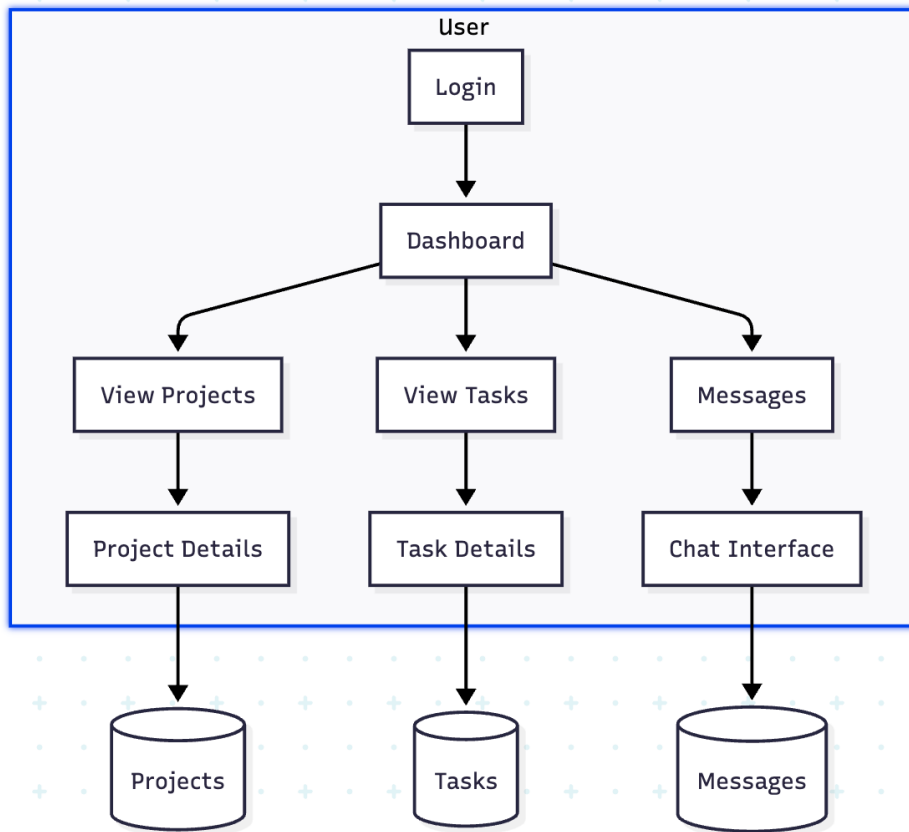 User
Login
Dashboard
View Projects
View Tasks
Messages
Project Details
Task Details
Chat Interface
Projects
Tasks
Messages